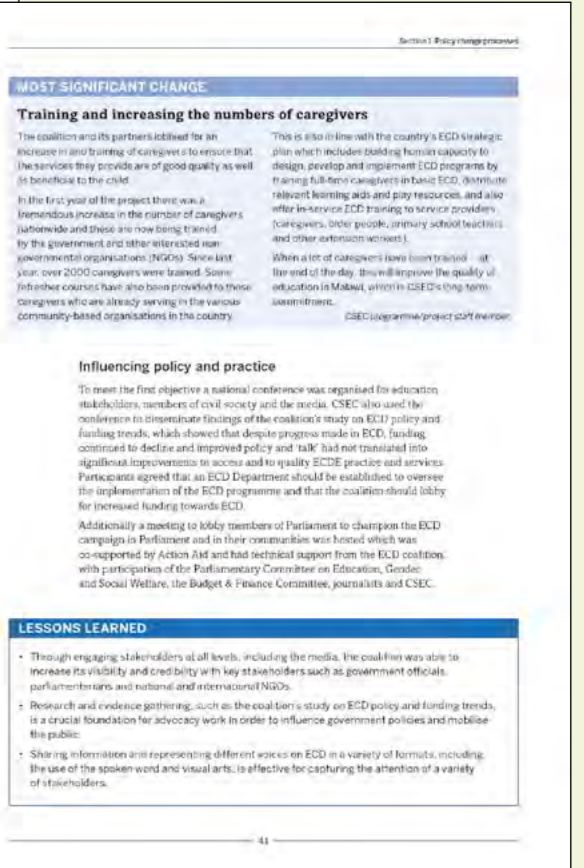 Section 1 Policy change processes
MOST SIGNIFICANT CHANGE
Training and increasing the numbers of caregivers
The coalition and its partners lobbied for an
increase in and training of caregivers to ensure that
the services they provide are of good quality as well
as beneficial to the child.
In the first year of the project there was a
tremendous increase in the number of caregivers
nationwide and these are now being trained
by the government and other interested non-
governmental organisations (NGOs). Since last
year, over 2000 caregivers were trained. Some
refresher courses have also been provided to those
caregivers who are already serving in the various
community-based organisations in the country.
This is also in line with the country's ECD strategic
plan which includes building human capacity to
design, develop and implement ECD programs by
training full-time caregivers in basic ECD, distribute
relevant learning aids and play resources, and also
offer in-service ECD training to service providers
(caregivers, older people, primary school teachers
and other extension workers).
When a lot of caregivers have been trained – at
the end of the day, this will improve the quality of
education in Malawi, which is CSEC's long-term
commitment.
CSEC programme/project staff member
Influencing policy and practice
To meet the first objective a national conference was organised for education
stakeholders, members of civil society and the media. CSEC also used the
conference to disseminate findings of the coalition's study on ECD policy and
funding trends, which showed that despite progress made in ECD, funding
continued to decline and improved policy and 'talk' had not translated into
significant improvements to access and to quality ECDE practice and services.
Participants agreed that an ECD Department should be established to oversee
the implementation of the ECD programme and that the coalition should lobby
for increased funding towards ECD.
Additionally a meeting to lobby members of Parliament to champion the ECD
campaign in Parliament and in their communities was hosted which was
co-supported by Action Aid and had technical support from the ECD coalition,
with participation of the Parliamentary Committee on Education, Gender
and Social Welfare, the Budget & Finance Committee, journalists and CSEC.
LESSONS LEARNED
• Through engaging stakeholders at all levels, including the media, the coalition was able to
increase its visibility and credibility with key stakeholders such as government officials,
parliamentarians and national and international NGOs.
• Research and evidence gathering, such as the coalition's study on ECD policy and funding trends,
is a crucial foundation for advocacy work in order to influence government policies and mobilise
the public.
• Sharing information and representing different voices on ECD in a variety of formats, including
the use of the spoken word and visual arts, is effective for capturing the attention of a variety
of stakeholders.
41